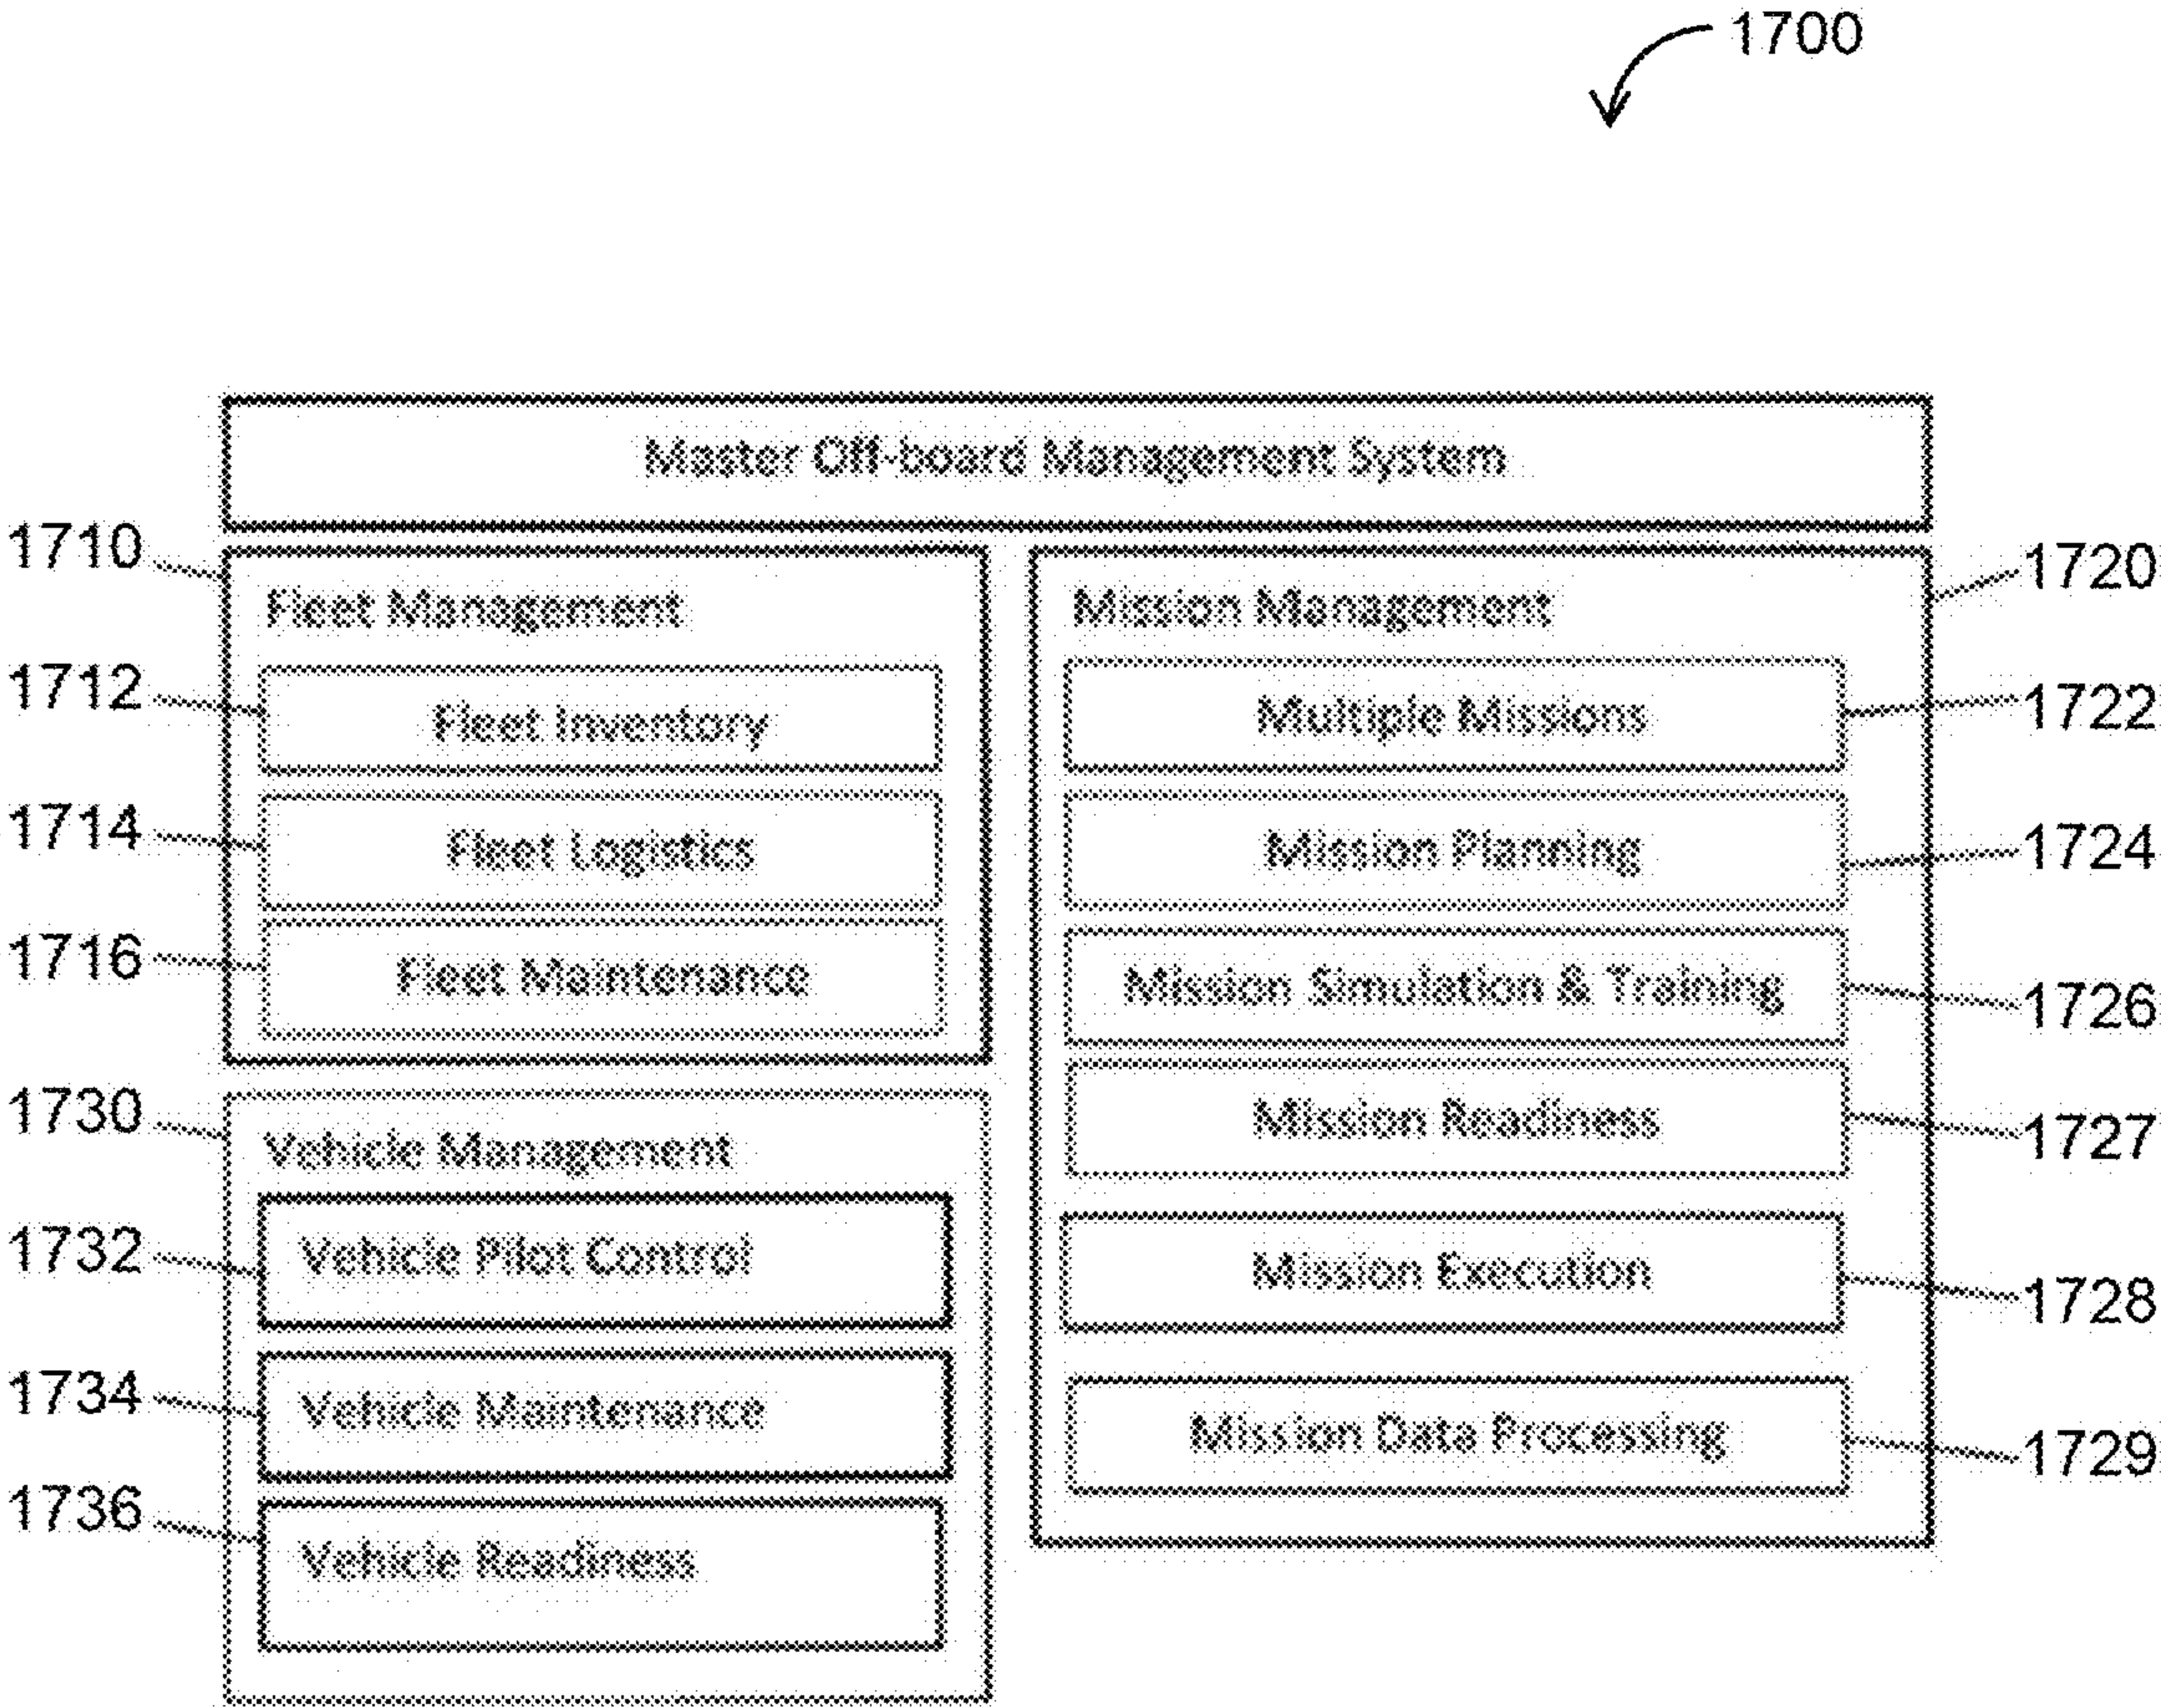 1700
Master Off-board Management System
1710
Fleet Management
1712
Fleet Inventory
1714
Fleet Logistics
1716
Fleet Maintenance
1730
Vehicle Management
1732
Vehicle Pilot Control
1734
Vehicle Maintenance
1736
Vehicle Readiness
Mission Management
1720
Multiple Missions
1722
Mission Planning
1724
Mission Simulation & Training
1726
Mission Readiness
1727
Mission Execution
1728
Mission Data Processing
1729